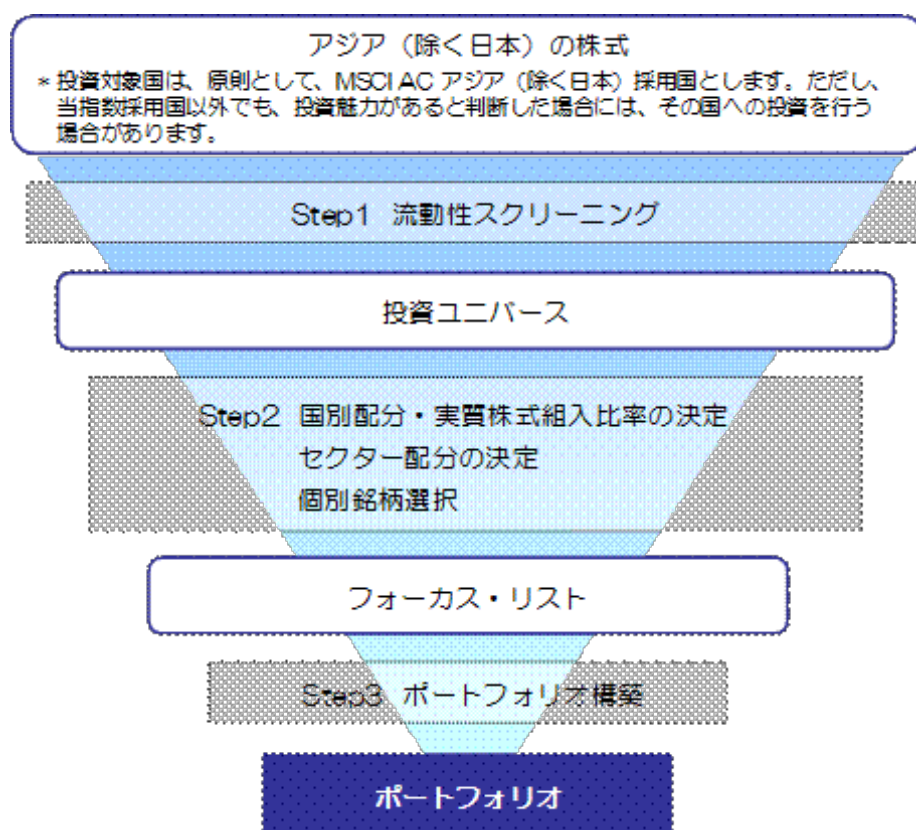 アジア（除く日本）の株式
* 投資対象国は、原則として、MSCI AC アジア（除く日本）採用国とします。ただし、
当指数採用国以外でも、投資魅力があると判断した場合には、その国への投資を行う
場合があります。
Step1 流動性スクリーニング
投資ユニバース
Step2 国別配分・実質株式組入比率の決定
セクター配分の決定
個別銘柄選択
フォーカス・リスト
Step3 ポートフォリオ構築
ポートフォリオ